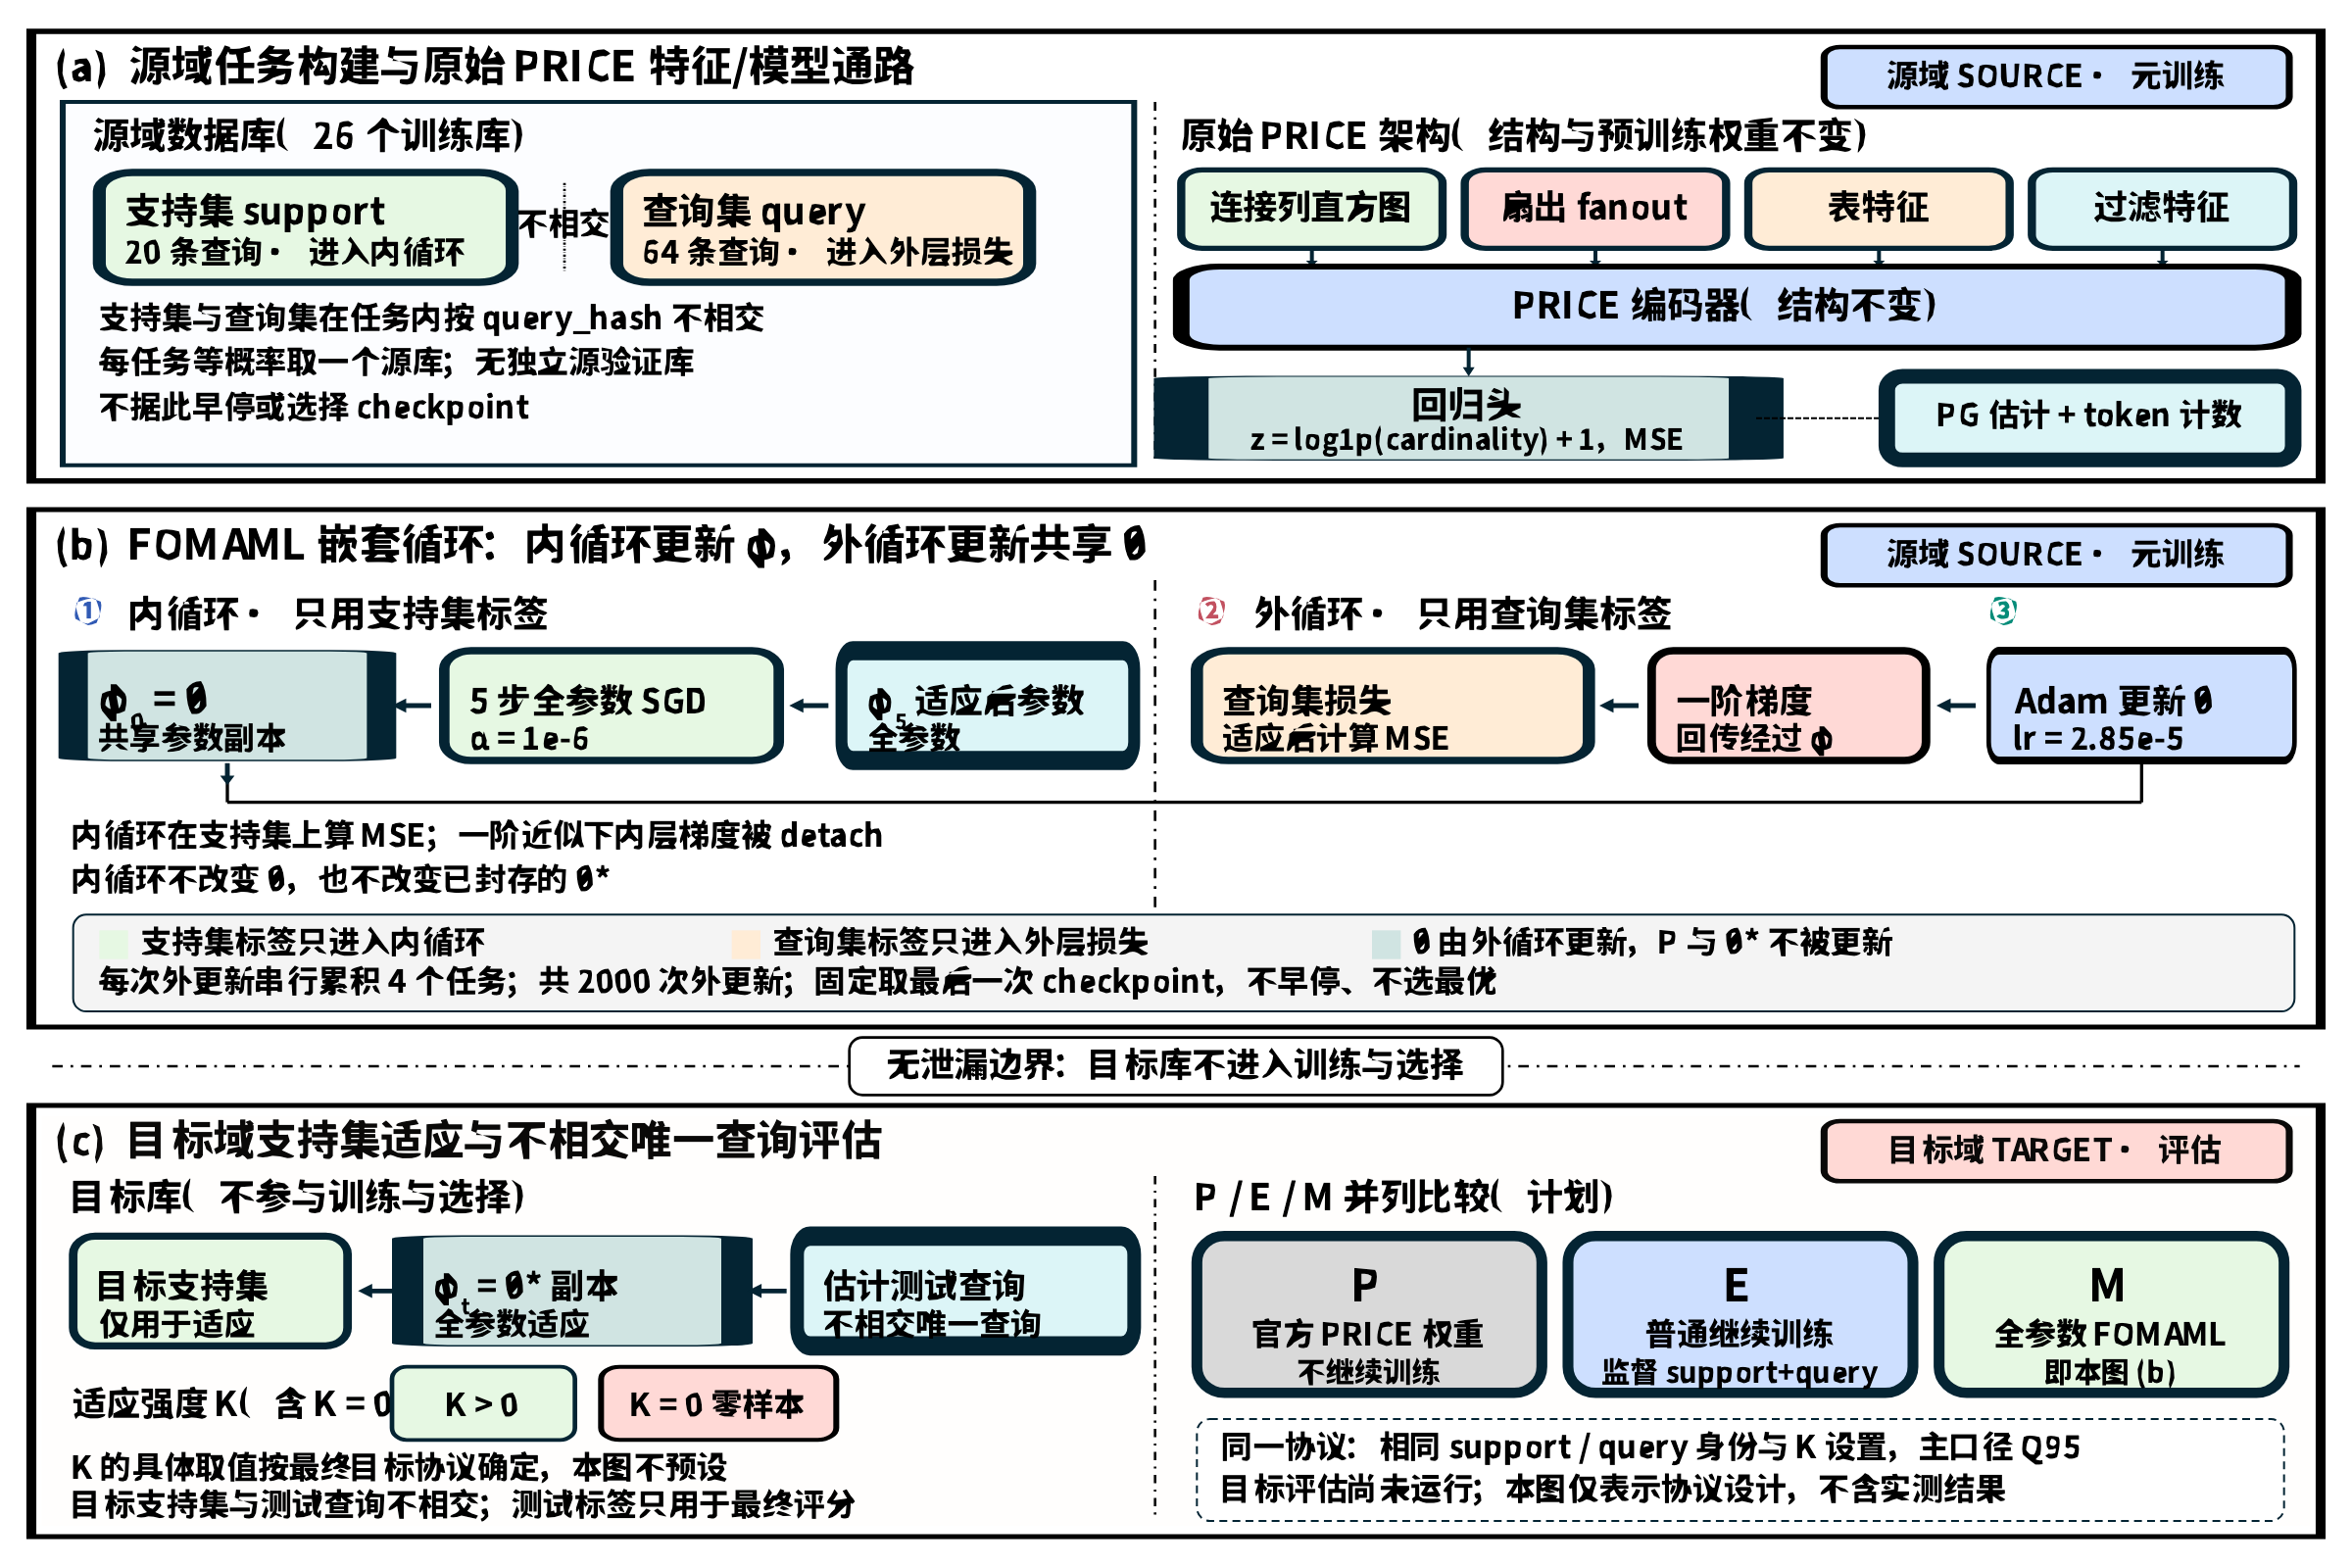 (a) 源域任务构建与原始 PRICE 特征/模型通路
源域 SOURCE · 元训练
源域数据库( 26 个训练库)
支持集 support
20 条查询 · 进入内循环
不相交
查询集 query
64 条查询 · 进入外层损失
支持集与查询集在任务内按 query_hash 不相交
每任务等概率取一个源库; 无独立源验证库
不据此早停或选择 checkpoint
原始 PRICE 架构( 结构与预训练权重不变)
连接列直方图
扇出 fanout
表特征
过滤特征
PRICE 编码器( 结构不变)
回归头
z = log1p(cardinality) + 1, MSE
PG 估计 + token 计数
(b) FOMAML 嵌套循环: 内循环更新 φ, 外循环更新共享 θ
源域 SOURCE · 元训练
① 内循环 · 只用支持集标签
φ₀ = θ
共享参数副本
5 步全参数 SGD
α = 1e-6
φ₅ 适应后参数
全参数
② 外循环 · 只用查询集标签
③
查询集损失
适应后计算 MSE
一阶梯度
回传经过 φ
Adam 更新 θ
lr = 2.85e-5
内循环在支持集上算 MSE; 一阶近似下内层梯度被 detach
内循环不改变 θ, 也不改变已封存的 θ*
支持集标签只进入内循环
查询集标签只进入外层损失
θ 由外循环更新, P 与 θ* 不被更新
每次外更新串行累积 4 个任务; 共 2000 次外更新; 固定取最后一次 checkpoint, 不早停、不选最优
无泄漏边界: 目标库不进入训练与选择
(c) 目标域支持集适应与不相交唯一查询评估
目标域 TARGET · 评估
目标库( 不参与训练与选择)
目标支持集
仅用于适应
φₜ = θ* 副本
全参数适应
估计测试查询
不相交唯一查询
适应强度 K( 含 K = 0
K > 0
K = 0 零样本
K 的具体取值按最终目标协议确定, 本图不预设
目标支持集与测试查询不相交; 测试标签只用于最终评分
P / E / M 并列比较( 计划)
P
官方 PRICE 权重
不继续训练
E
普通继续训练
监督 support+query
M
全参数 FOMAML
即本图 (b)
同一协议: 相同 support / query 身份与 K 设置, 主口径 Q95
目标评估尚未运行; 本图仅表示协议设计, 不含实测结果